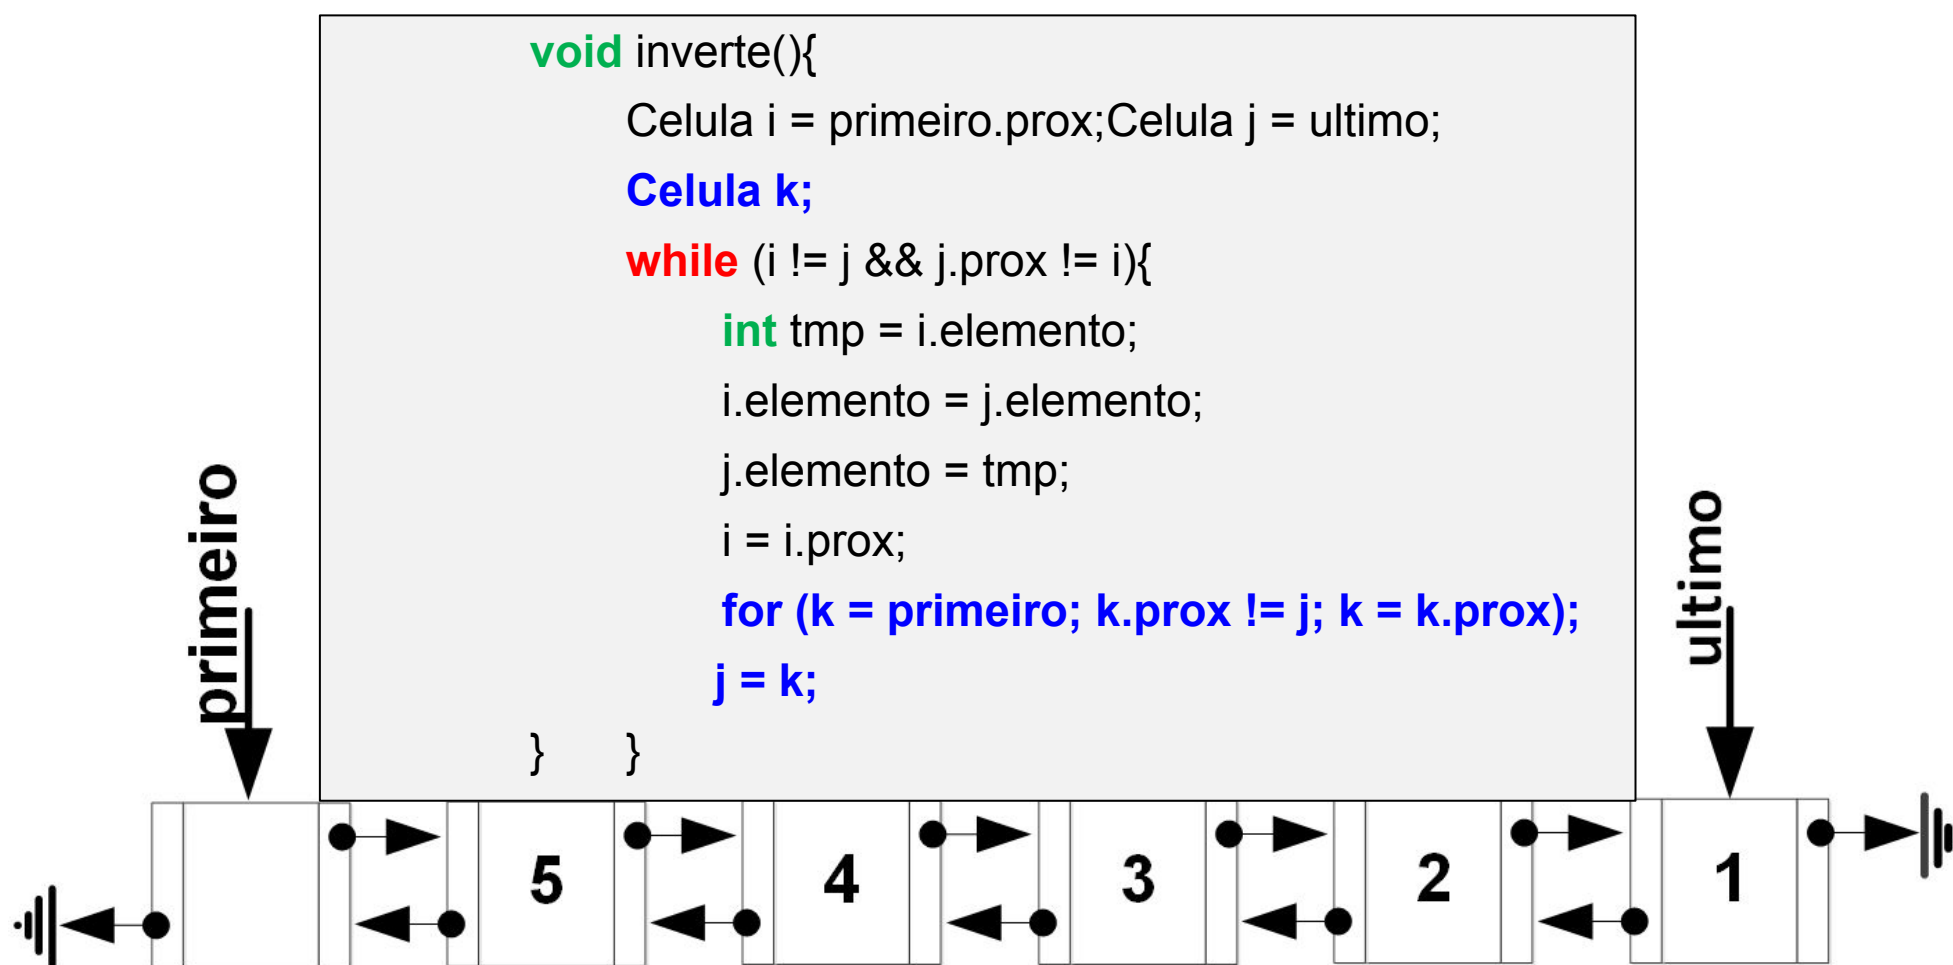 void inverte(){
Celula i = primeiro.prox;Celula j = ultimo;
Celula k;
while (i != j && j.prox != i){
int tmp = i.elemento;
i.elemento = j.elemento;
j.elemento = tmp;
i = i.prox;
for (k = primeiro; k.prox != j; k = k.prox);
j = k;
} }
primeiro
ultimo
5 4 3 2 1